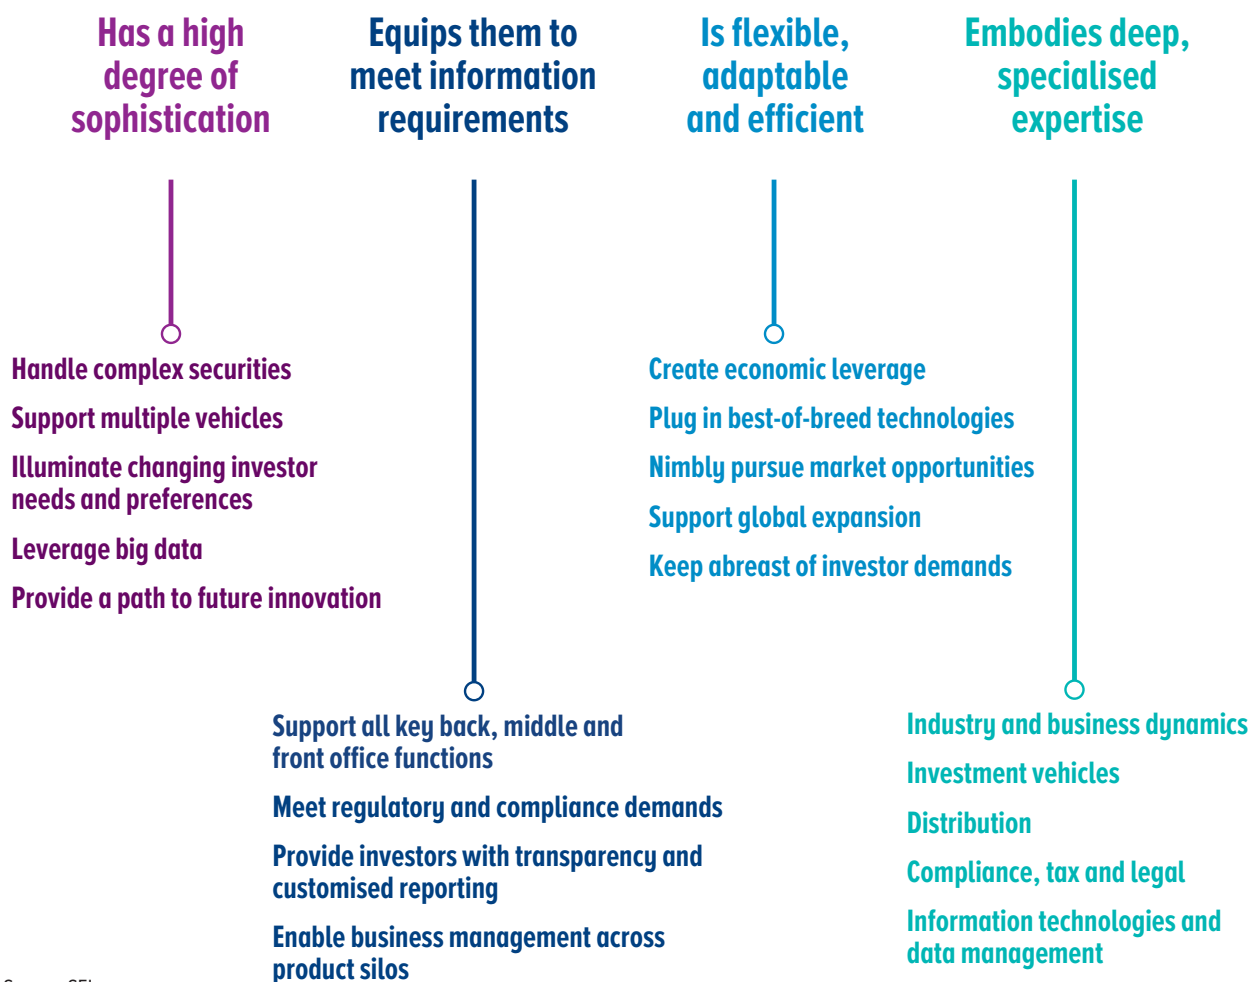 Has a high
degree of
sophistication
Equips them to
meet information
requirements
Is flexible,
adaptable
and efficient
Embodies deep,
specialised
expertise
Handle complex securities
Support multiple vehicles
Illuminate changing investor
needs and preferences
Leverage big data
Provide a path to future innovation
Create economic leverage
Plug in best-of-breed technologies
Nimbly pursue market opportunities
Support global expansion
Keep abreast of investor demands
Support all key back, middle and
front office functions
Meet regulatory and compliance demands
Provide investors with transparency and
customised reporting
Enable business management across
product silos
Industry and business dynamics
Investment vehicles
Distribution
Compliance, tax and legal
Information technologies and
data management